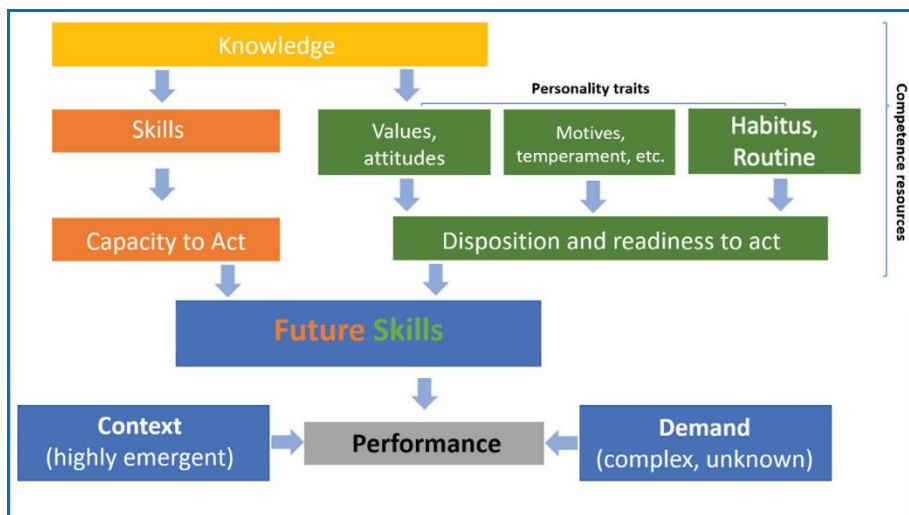 Knowledge
Personality traits
Skills
Values,
attitudes
Motives,
temperament, etc.
Habitus,
Routine
Competence resources
Capacity to Act
Disposition and readiness to act
Future Skills
Context
(highly emergent)
Performance
Demand
(complex, unknown)